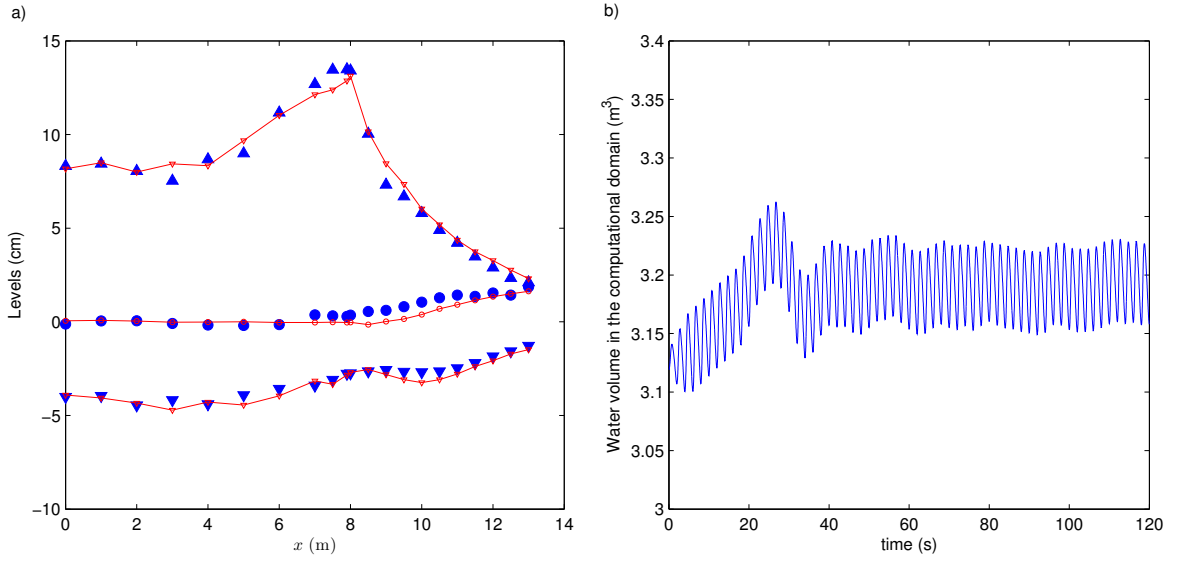 a)
15
10
5
0
−5
−10
Levels (cm)
0 2 4 6 8 10 12 14
x (m)
b)
3.4
3.35
3.3
3.25
3.2
3.15
3.1
3.05
3
Water volume in the computational domain (m³)
0 20 40 60 80 100 120
time (s)